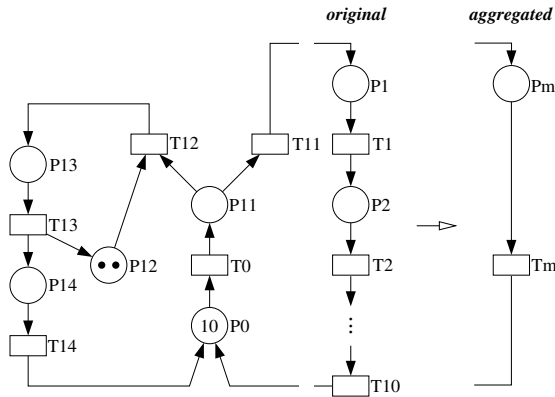 original aggregated
P1 Pm
T12 T11 T1
P13
P11 P2
T13
P12 T0 T2 Tm
P14
10 P0
T14
T10